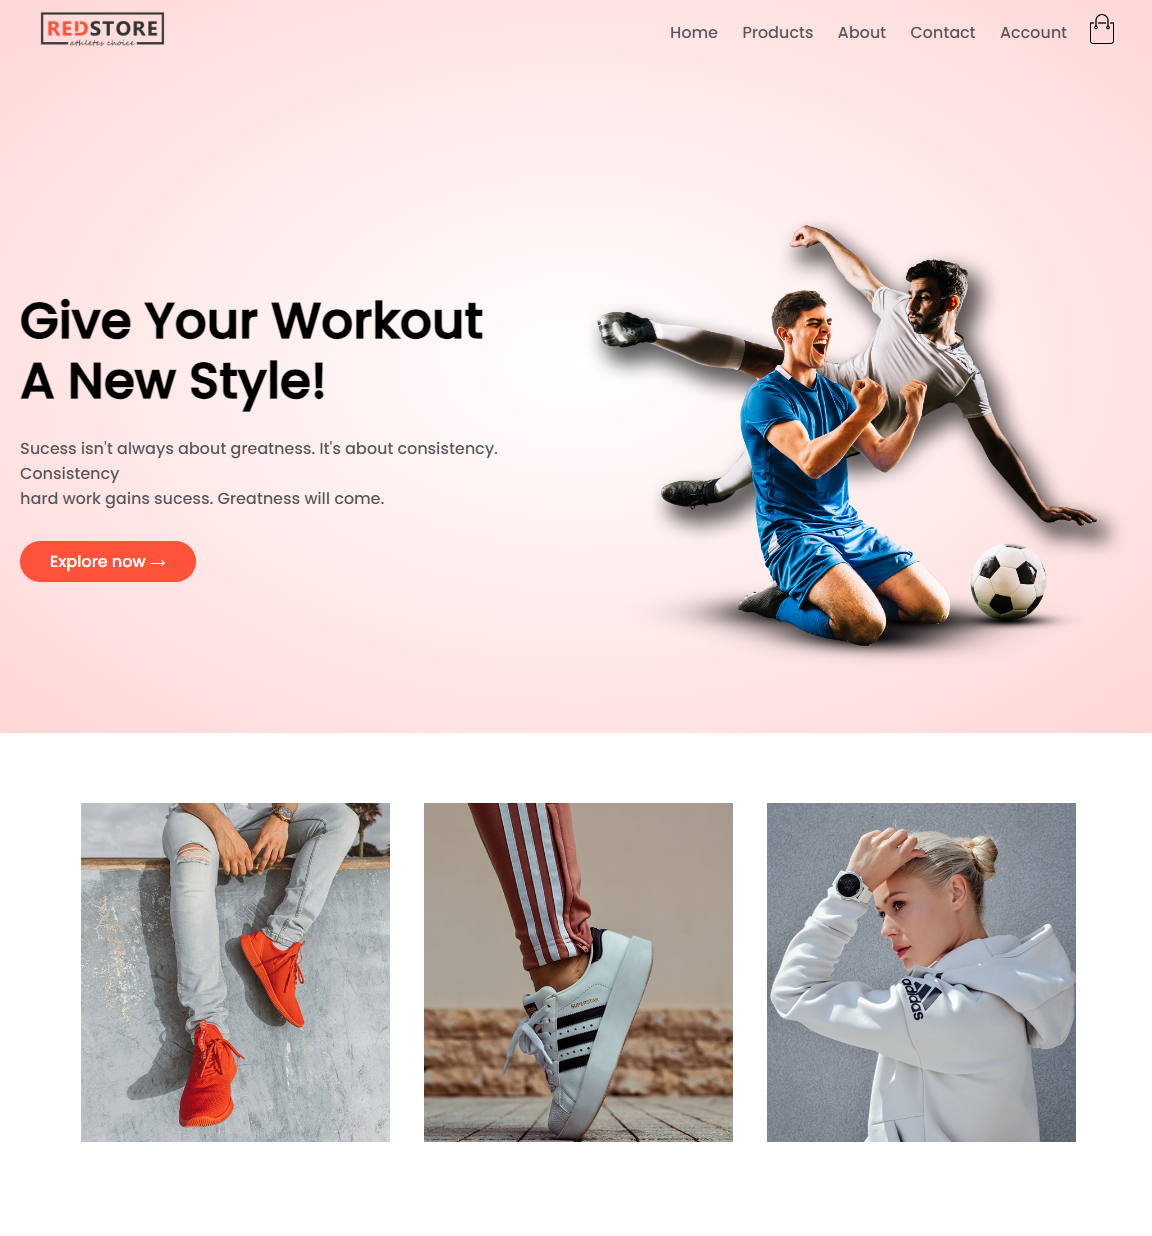 REDSTORE
athletes choice
Home Products About Contact Account
Give Your Workout
A New Style!
Sucess isn't always about greatness. It's about consistency.
Consistency
hard work gains sucess. Greatness will come.
Explore now →
SUPERSTAR
adidas